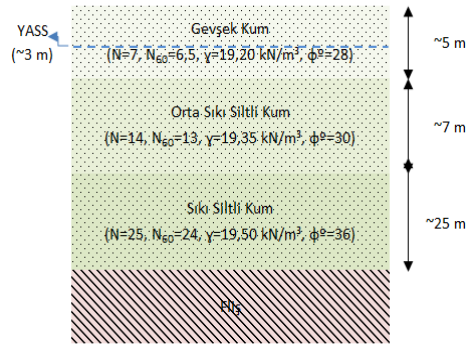 YASS
(~3 m)
Gevşek Kum
(N=7, N60=6,5, ɣ=19,20 kN/m³, ϕº=28)
~5 m
Orta Sıkı Siltli Kum
(N=14, N60=13, ɣ=19,35 kN/m³, ϕº=30)
~7 m
Sıkı Siltli Kum
(N=25, N60=24, ɣ=19,50 kN/m³, ϕº=36)
~25 m
Fliş